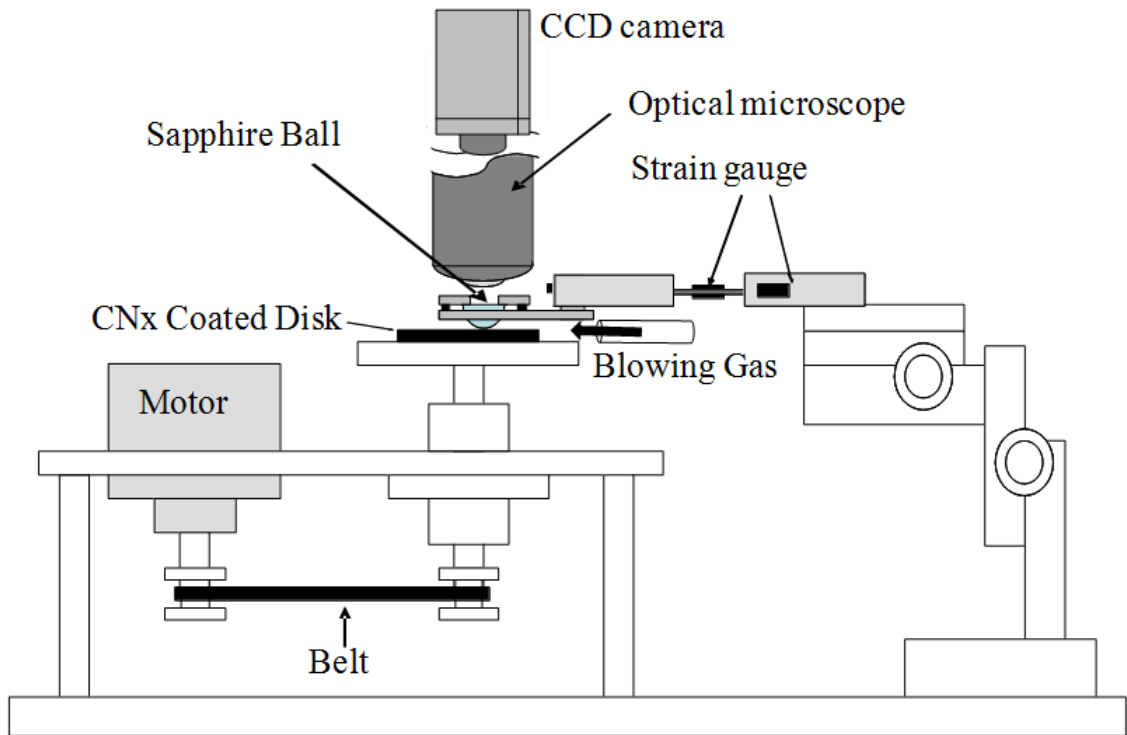 CCD camera
Optical microscope
Sapphire Ball
Strain gauge
CNx Coated Disk
Blowing Gas
Motor
Belt